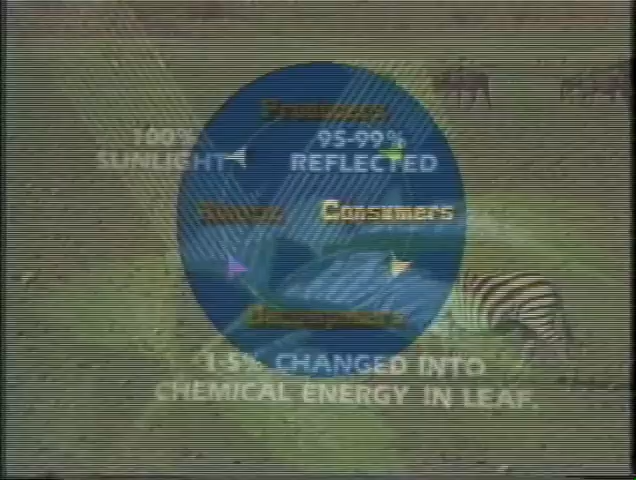 Producers
100%
SUNLIGHT
95-99%
REFLECTED
Consumers
Decomposers
1-5% CHANGED INTO
CHEMICAL ENERGY IN LEAF.